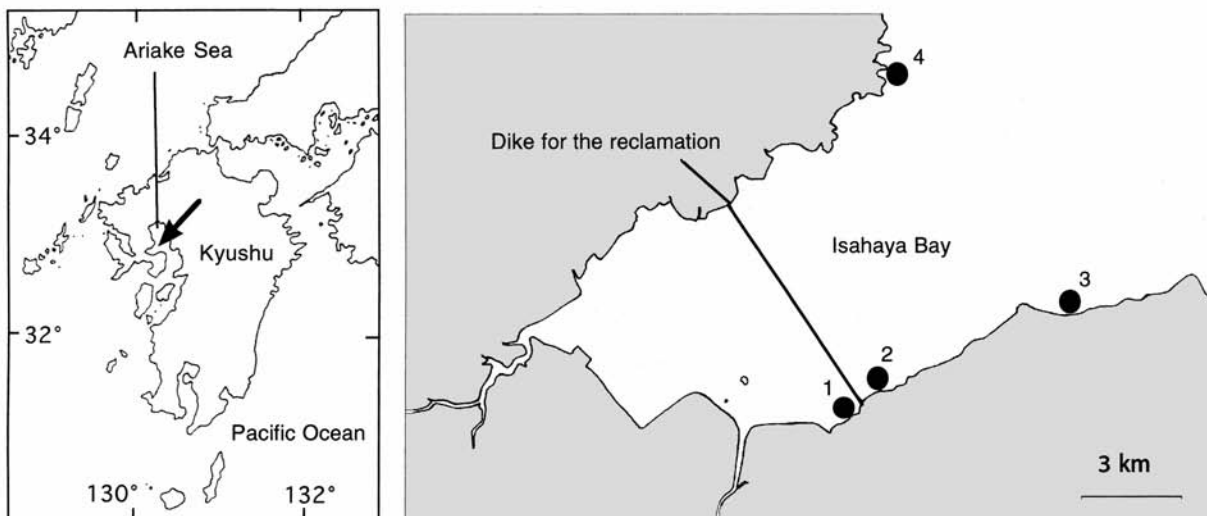 Ariake Sea
34°
Kyushu
32°
Pacific Ocean
130°
132°
4
Dike for the reclamation
Isahaya Bay
3
2
1
3 km